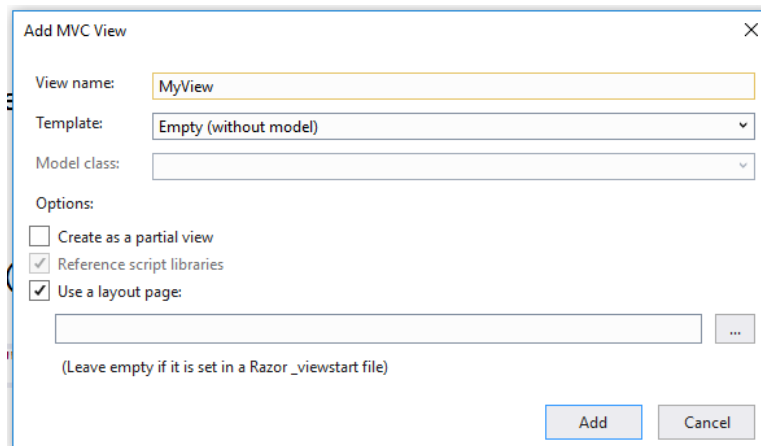 Add MVC View
View name: MyView
Template: Empty (without model)
Model class:
Options:
Create as a partial view
Reference script libraries
Use a layout page:
...
(Leave empty if it is set in a Razor _viewstart file)
Add Cancel